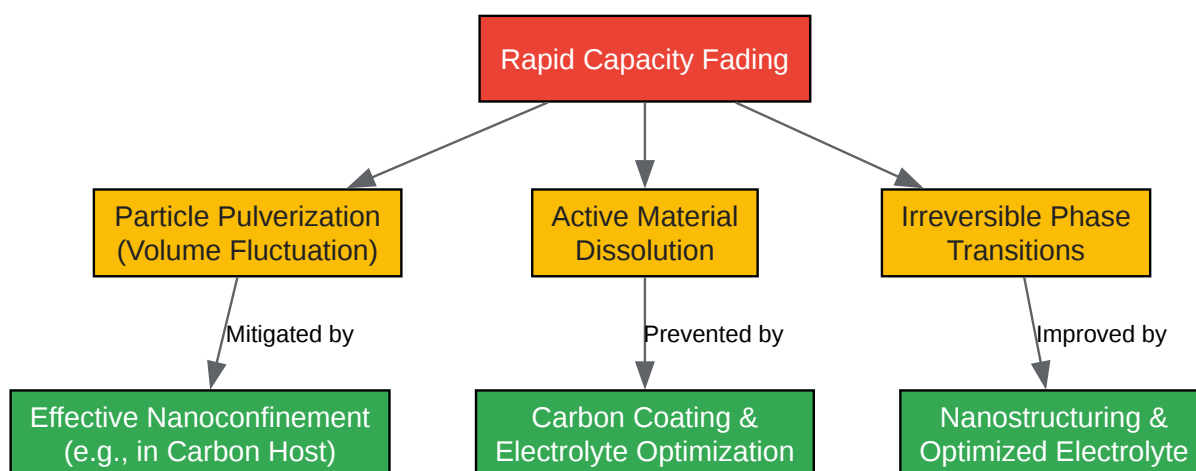 Rapid Capacity Fading
Particle Pulverization
(Volume Fluctuation)
Active Material
Dissolution
Irreversible Phase
Transitions
Mitigated by
Prevented by
Improved by
Effective Nanoconfinement
(e.g., in Carbon Host)
Carbon Coating &
Electrolyte Optimization
Nanostructuring &
Optimized Electrolyte